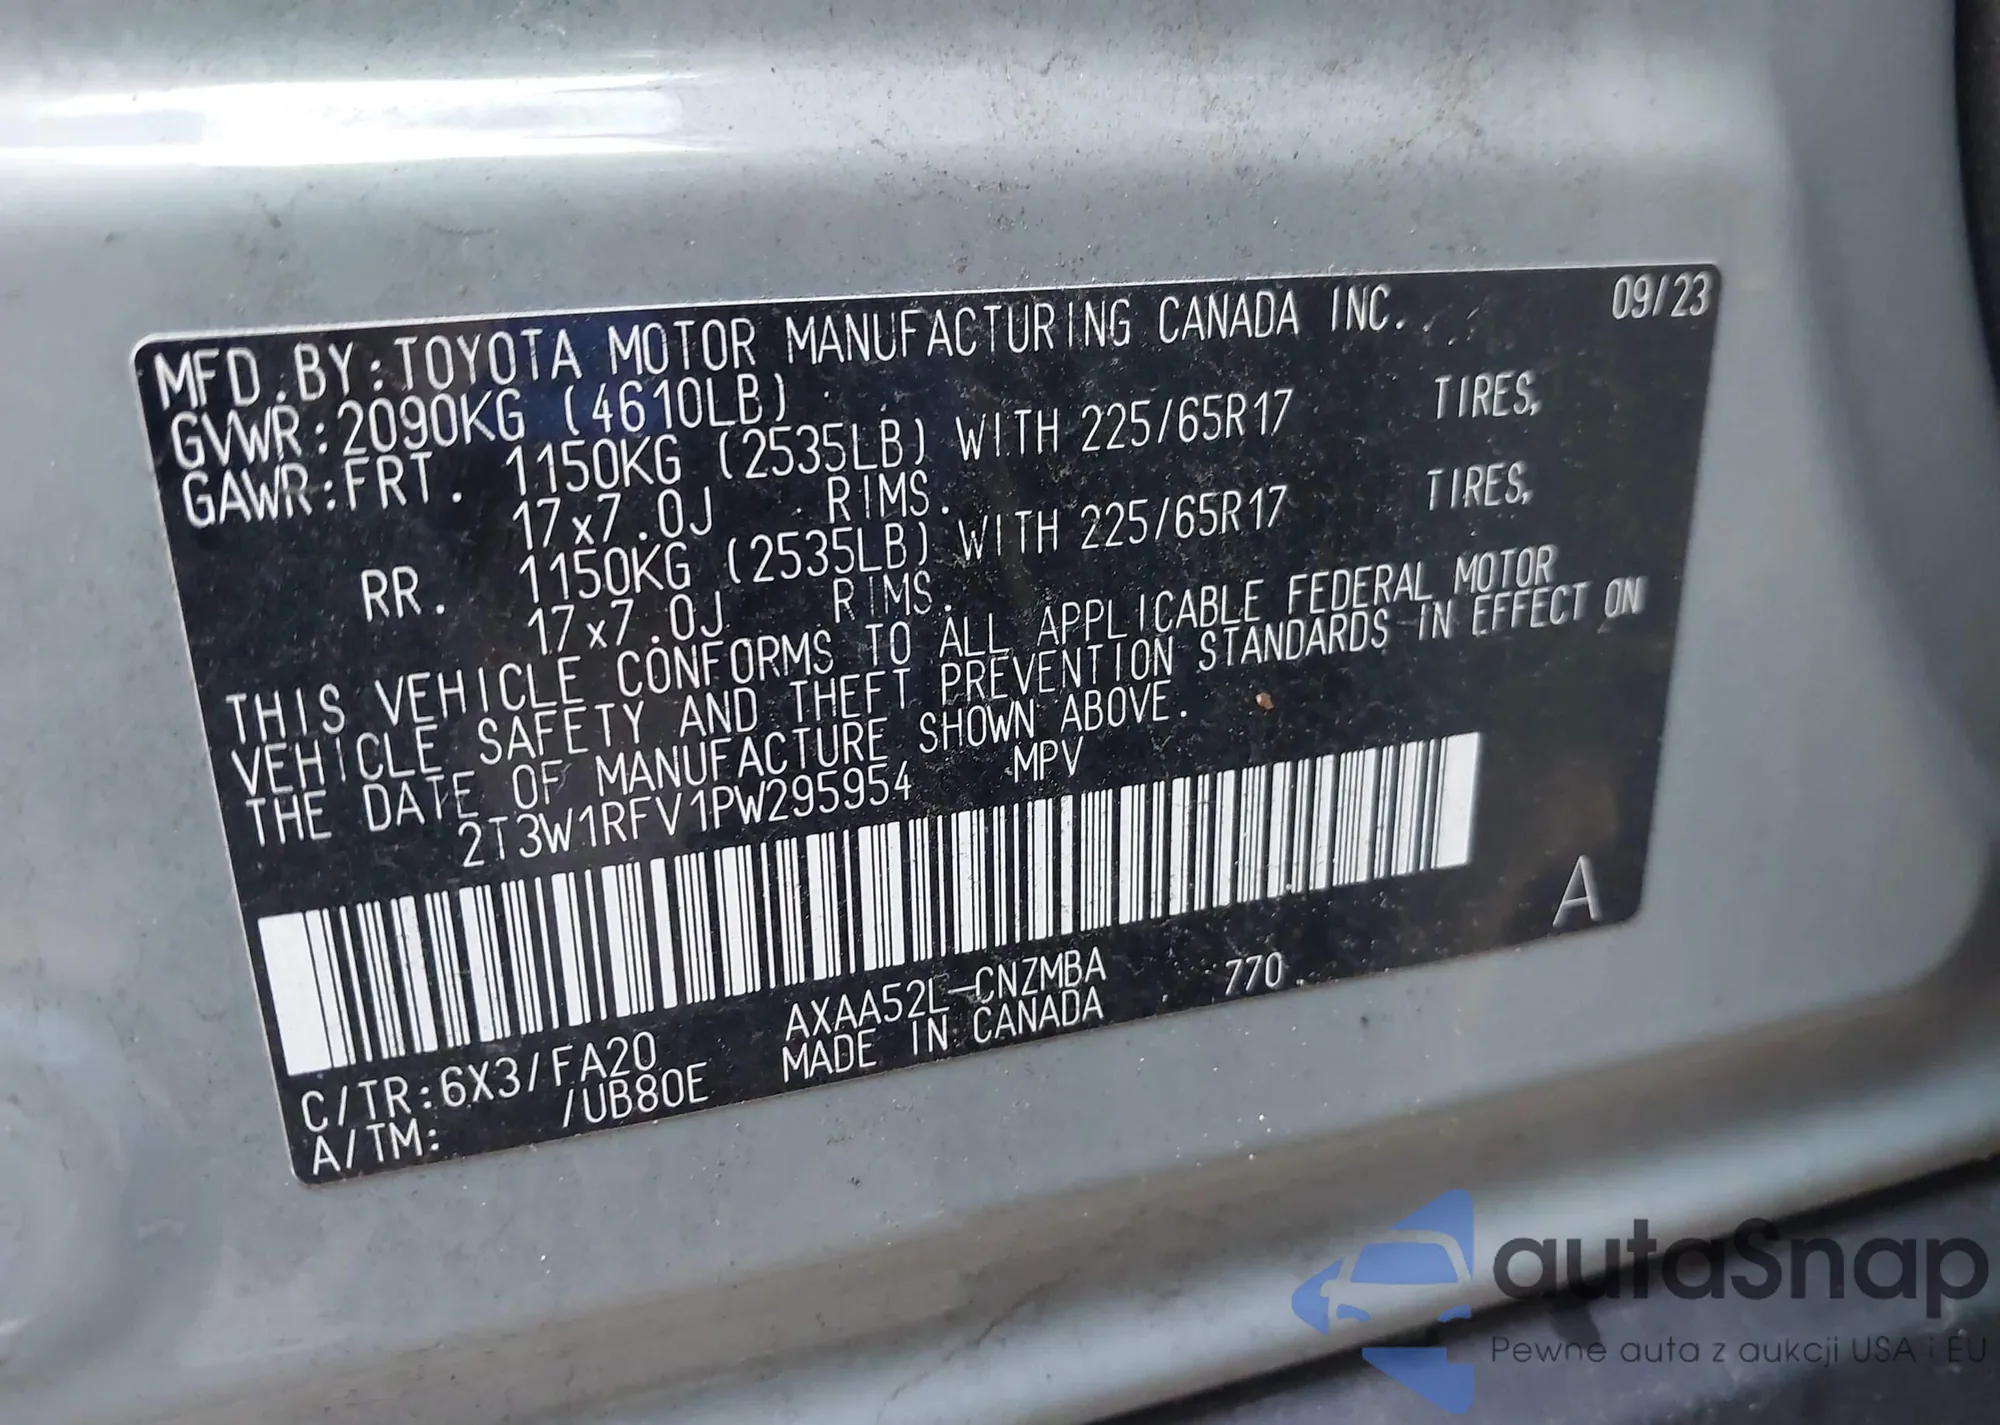 MFD.BY:TOYOTA MOTOR MANUFACTURING CANADA INC. 09/23
GVWR:2090KG (4610LB)
GAWR:FRT. 1150KG (2535LB) WITH 225/65R17 TIRES,
17x7.0J RIMS.
RR. 1150KG (2535LB) WITH 225/65R17 TIRES,
17x7.0J RIMS.
THIS VEHICLE CONFORMS TO ALL APPLICABLE FEDERAL MOTOR
VEHICLE SAFETY AND THEFT PREVENTION STANDARDS IN EFFECT ON
THE DATE OF MANUFACTURE SHOWN ABOVE.
2T3W1RFV1PW295954 MPV
A
C/TR:6X3/FA20 AXAA52L-CNZMBA 770
A/TM: /UB80E MADE IN CANADA
autaSnap
Pewne auta z aukcji USA i EU